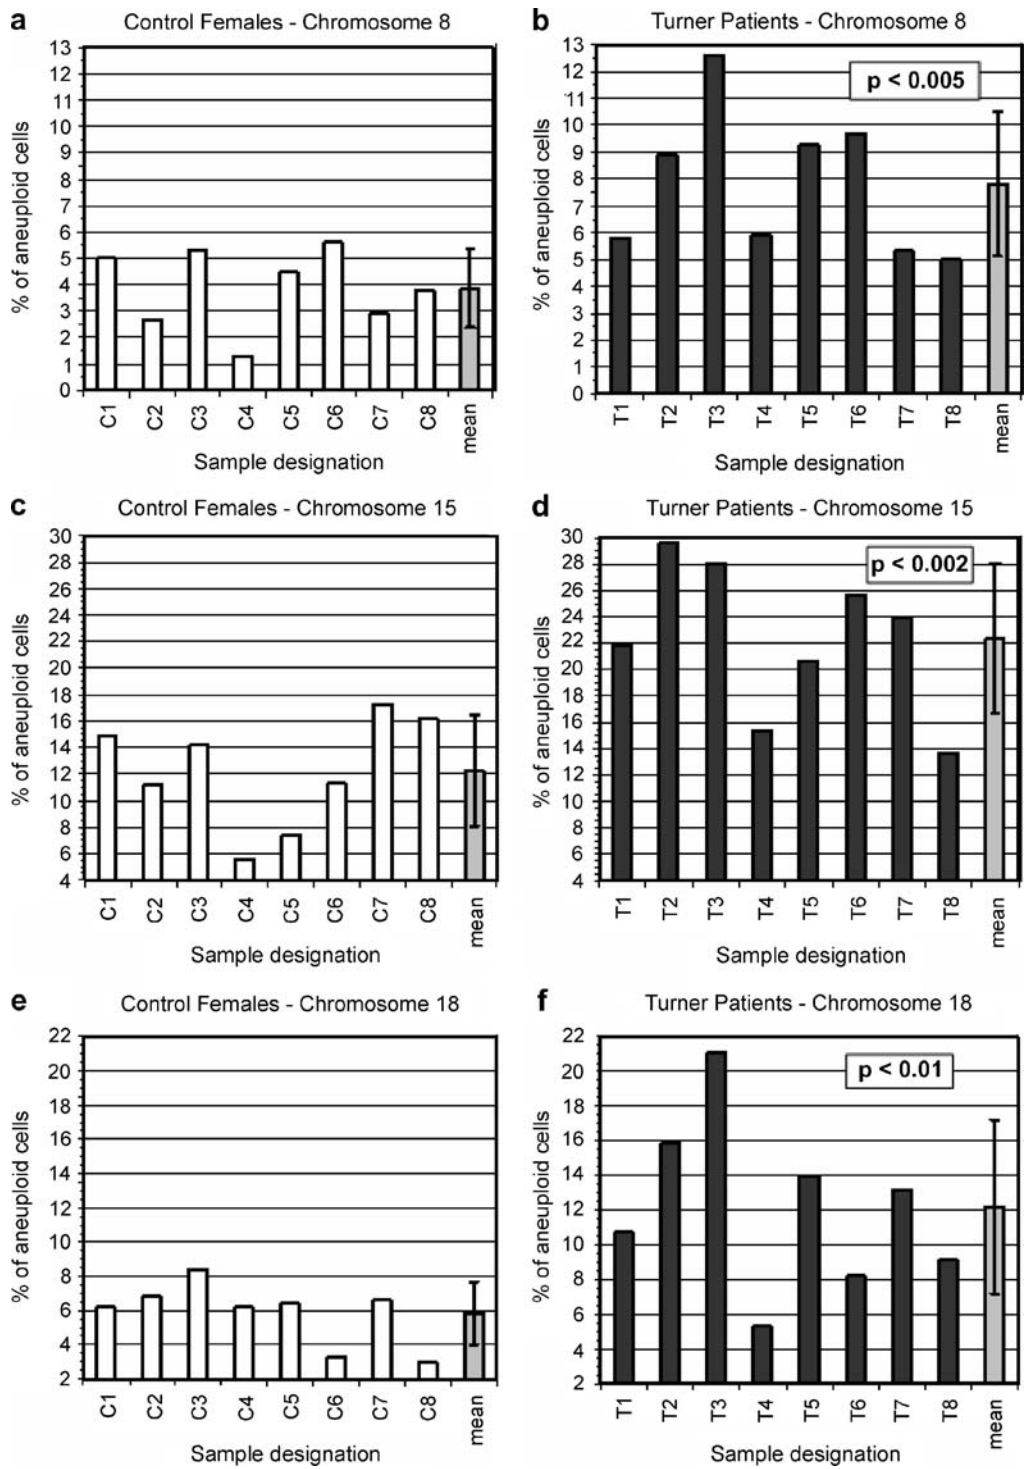 a Control Females - Chromosome 8
13
12
11
10
9
8
7
6
5
4
3
2
1
0
% of aneuploid cells
C1 C2 C3 C4 C5 C6 C7 C8 mean
Sample designation
b Turner Patients - Chromosome 8
13
12
11
10
9
8
7
6
5
4
3
2
1
0
% of aneuploid cells
p < 0.005
T1 T2 T3 T4 T5 T6 T7 T8 mean
Sample designation
c Control Females - Chromosome 15
30
28
26
24
22
20
18
16
14
12
10
8
6
4
% of aneuploid cells
C1 C2 C3 C4 C5 C6 C7 C8 mean
Sample designation
d Turner Patients - Chromosome 15
30
28
26
24
22
20
18
16
14
12
10
8
6
4
% of aneuploid cells
p < 0.002
T1 T2 T3 T4 T5 T6 T7 T8 mean
Sample designation
e Control Females - Chromosome 18
22
20
18
16
14
12
10
8
6
4
2
% of aneuploid cells
C1 C2 C3 C4 C5 C6 C7 C8 mean
Sample designation
f Turner Patients - Chromosome 18
22
20
18
16
14
12
10
8
6
4
2
% of aneuploid cells
p < 0.01
T1 T2 T3 T4 T5 T6 T7 T8 mean
Sample designation